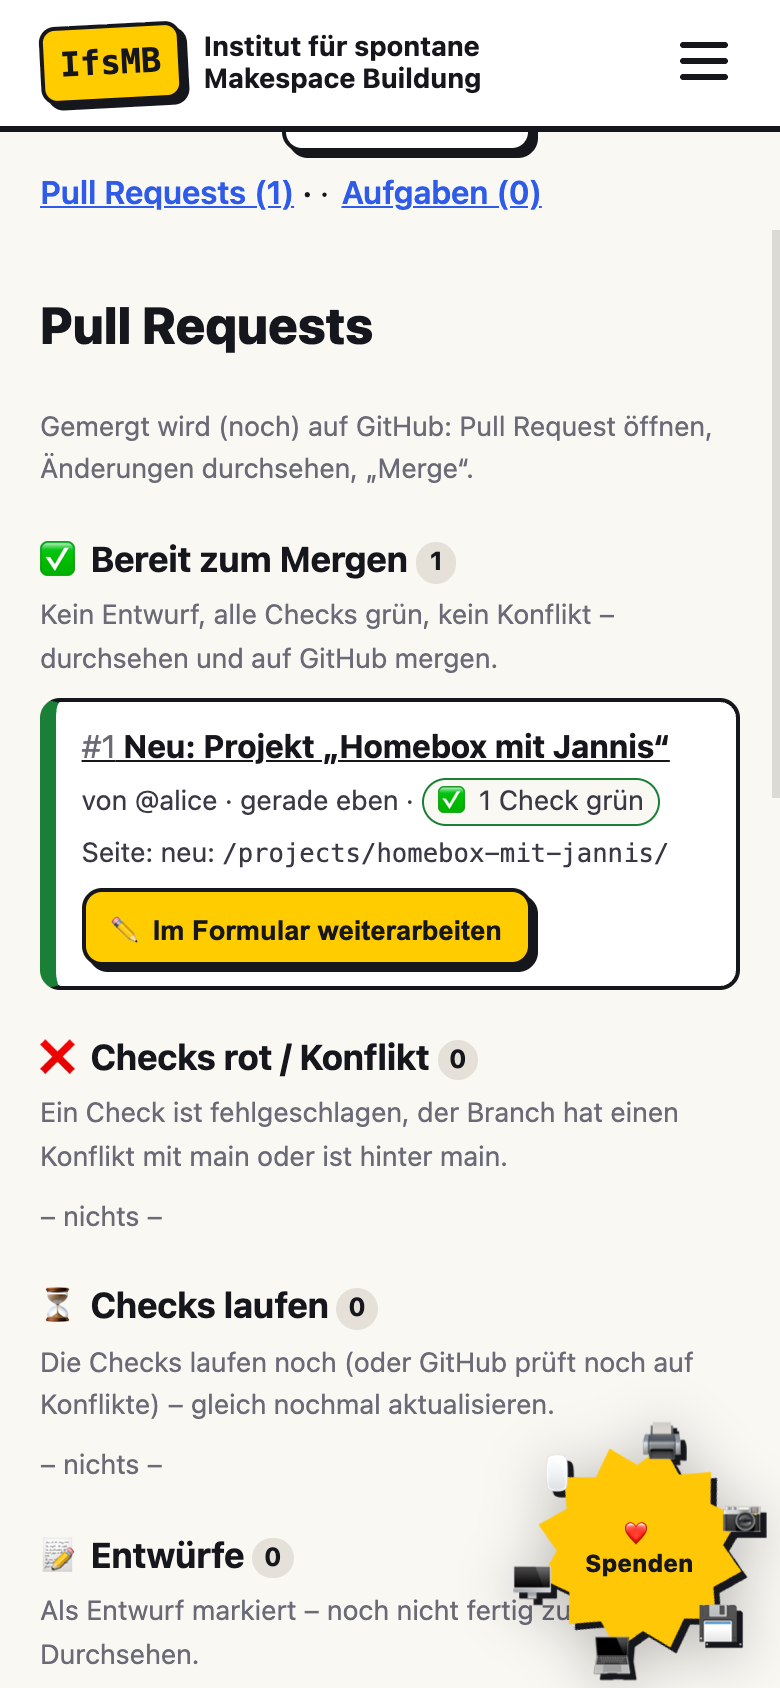 IfsMB
Institut für spontane
Makespace Buildung
Pull Requests (1) · · Aufgaben (0)
Pull Requests
Gemergt wird (noch) auf GitHub: Pull Request öffnen,
Änderungen durchsehen, „Merge“.
✅ Bereit zum Mergen 1
Kein Entwurf, alle Checks grün, kein Konflikt –
durchsehen und auf GitHub mergen.
#1 Neu: Projekt „Homebox mit Jannis“
von @alice · gerade eben · ✅ 1 Check grün
Seite: neu: /projects/homebox-mit-jannis/
✏️ Im Formular weiterarbeiten
❌ Checks rot / Konflikt 0
Ein Check ist fehlgeschlagen, der Branch hat einen
Konflikt mit main oder ist hinter main.
– nichts –
⏳ Checks laufen 0
Die Checks laufen noch (oder GitHub prüft noch auf
Konflikte) – gleich nochmal aktualisieren.
– nichts –
📝 Entwürfe 0
Als Entwurf markiert – noch nicht fertig zu
Durchsehen.
❤️
Spenden